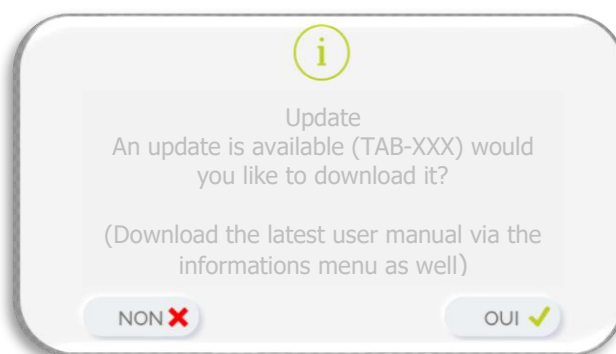 i
Update
An update is available (TAB-XXX) would
you like to download it?
(Download the latest user manual via the
informations menu as well)
NON
OUI